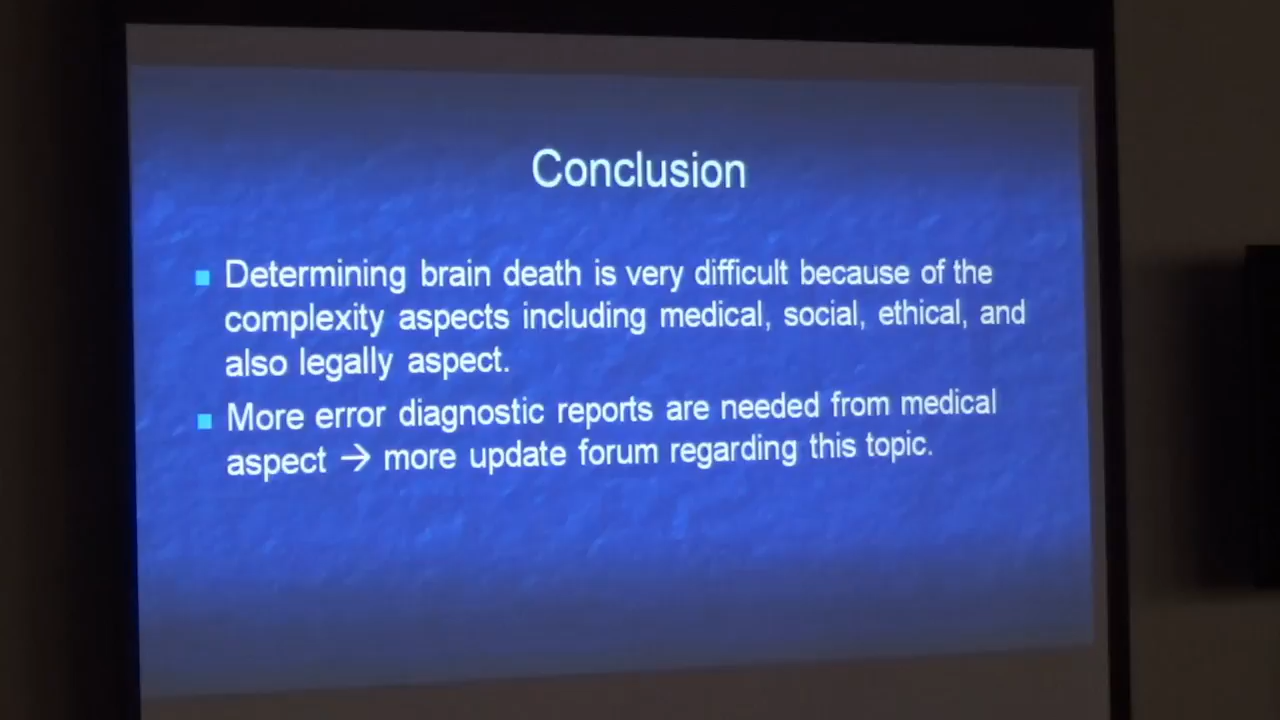 Conclusion
Determining brain death is very difficult because of the
complexity aspects including medical, social, ethical, and
also legally aspect.
More error diagnostic reports are needed from medical
aspect → more update forum regarding this topic.